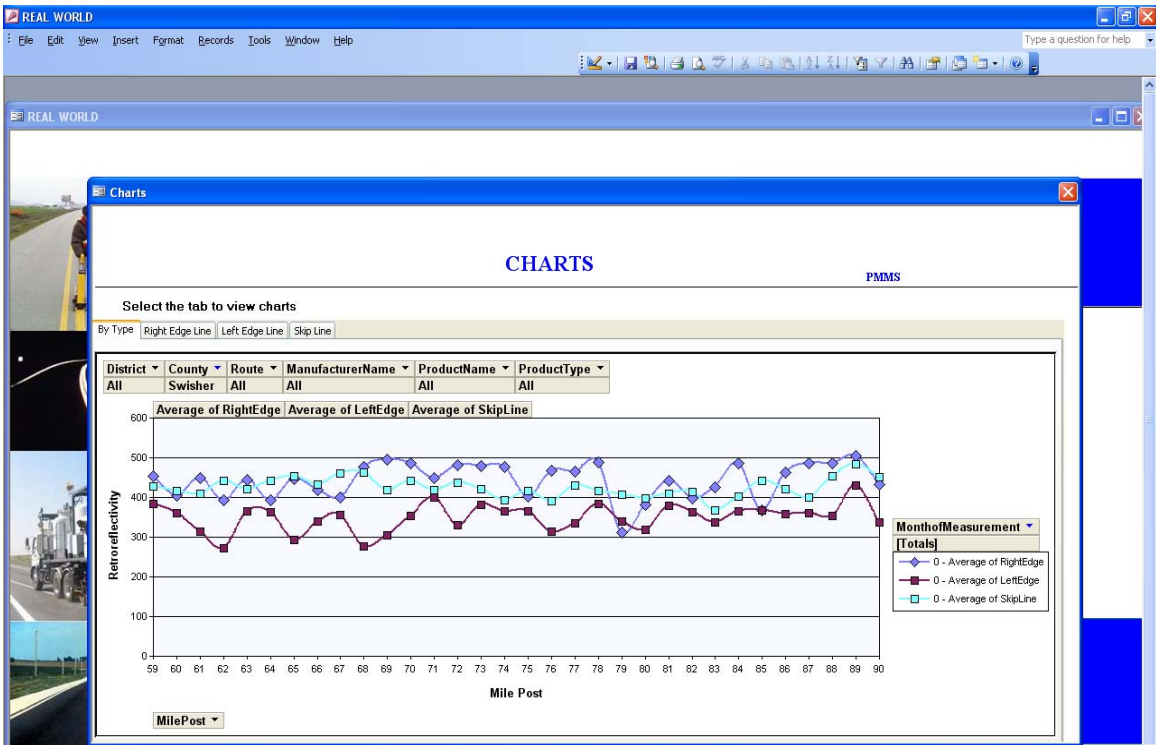 REAL WORLD
File Edit View Insert Format Records Tools Window Help
Type a question for help
REAL WORLD
Charts
CHARTS
PMMS
Select the tab to view charts
By Type Right Edge Line Left Edge Line Skip Line
District County Route ManufacturerName ProductName ProductType
All Swisher All All All All
Average of RightEdge Average of LeftEdge Average of SkipLine
600
500
400
300
200
100
0
Retroreflectivity
59 60 61 62 63 64 65 66 67 68 69 70 71 72 73 74 75 76 77 78 79 80 81 82 83 84 85 86 87 88 89 90
Mile Post
MonthofMeasurement
[Totals]
0 - Average of RightEdge
0 - Average of LeftEdge
0 - Average of SkipLine
MilePost